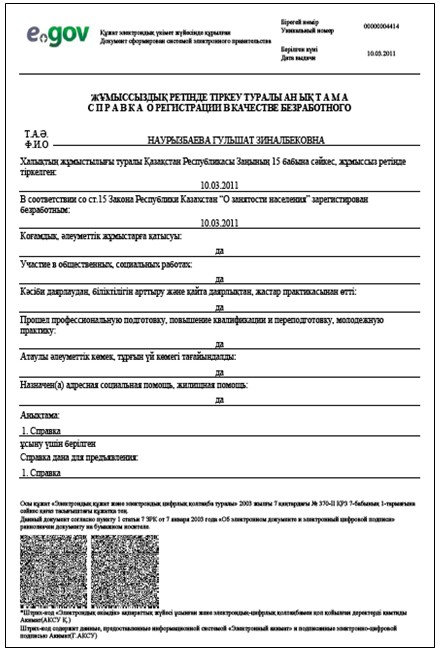 e.gov
Құжат электрондық үкімет жүйесінде құрылған
Документ сформирован системой электронного правительства
Бірегей нөмір
Уникальный номер
00000004414
Берілген күні
Дата выдачи
10.03.2011
ЖҰМЫССЫЗДЫҚ РЕТІНДЕ ТІРКЕУ ТУРАЛЫ АН ЫҚ Т А М А
С П Р А В К А О РЕГИСТРАЦИИ В КАЧЕСТВЕ БЕЗРАБОТНОГО
Т.А.Ә.
Ф.И.О НАУРЫЗБАЕВА ГУЛЬШАТ ЗИНАЛБЕКОВНА
Халықтың жұмыстылығы туралы Қазақстан Республикасы Заңының 15 бабына сәйкес, жұмыссыз ретінде
тіркелген:
10.03.2011
В соответствии со ст.15 Закона Республики Казахстан “О занятости населения” зарегистрирован
безработным:
10.03.2011
Коғамдық, әлеуметтік жұмыстарға қатысуы:
да
Участие в общественных, социальных работах:
да
Кәсіби даярлаудан, біліктілігін арттыру және қайта даярлықтан, жастар практикасынан өтті:
да
Прошел профессиональную подготовку, повышение квалификации и переподготовку, молодежную
практику:
да
Атаулы әлеуметтік көмек, тұрғын үй көмегі тағайындалды:
да
Назначен(а) адресная социальная помощь, жилищная помощь:
да
Анықтама:
1. Справка
ұсыну үшін берілген
Справка дана для предъявления:
1. Справка
Осы құжат «Электрондық құжат және электрондық цифрлық қолтаңба туралы» 2003 жылғы 7 қаңтардағы № 370-II ҚРЗ 7-бабының 1-тармағына
сәйкес қағаз тасығыштағы құжатқа тең.
Данный документ согласно пункту 1 статьи 7 ЗРК от 7 января 2003 года «Об электронном документе и электронной цифровой подписи»
равнозначен документу на бумажном носителе.
*Штрих-код «Электрондық әкімдік» ақпараттық жүйесі ұсынған және электрондық-цифрлық қолтаңбамен қол қойылған деректерді қамтиды
Акимат(АКСУ Қ.)
Штрих-код содержит данные, предоставленные информационной системой «Электронный акимат» и подписанные электронно-цифровой
подписью Акимат(Г.АКСУ)